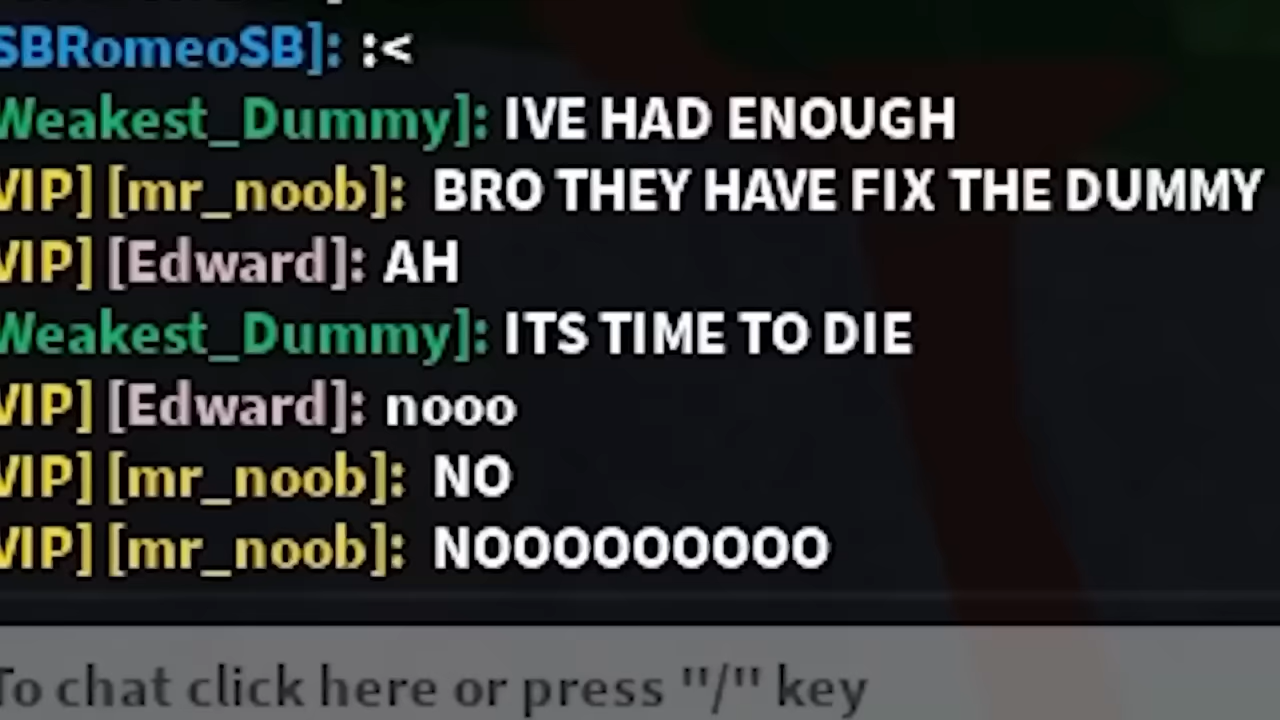 SBRomeoSB]: :<
Weakest_Dummy]: IVE HAD ENOUGH
VIP] [mr_noob]: BRO THEY HAVE FIX THE DUMMY
VIP] [Edward]: AH
Weakest_Dummy]: ITS TIME TO DIE
VIP] [Edward]: nooo
VIP] [mr_noob]: NO
VIP] [mr_noob]: NOOOOOOOOO
To chat click here or press "/" key